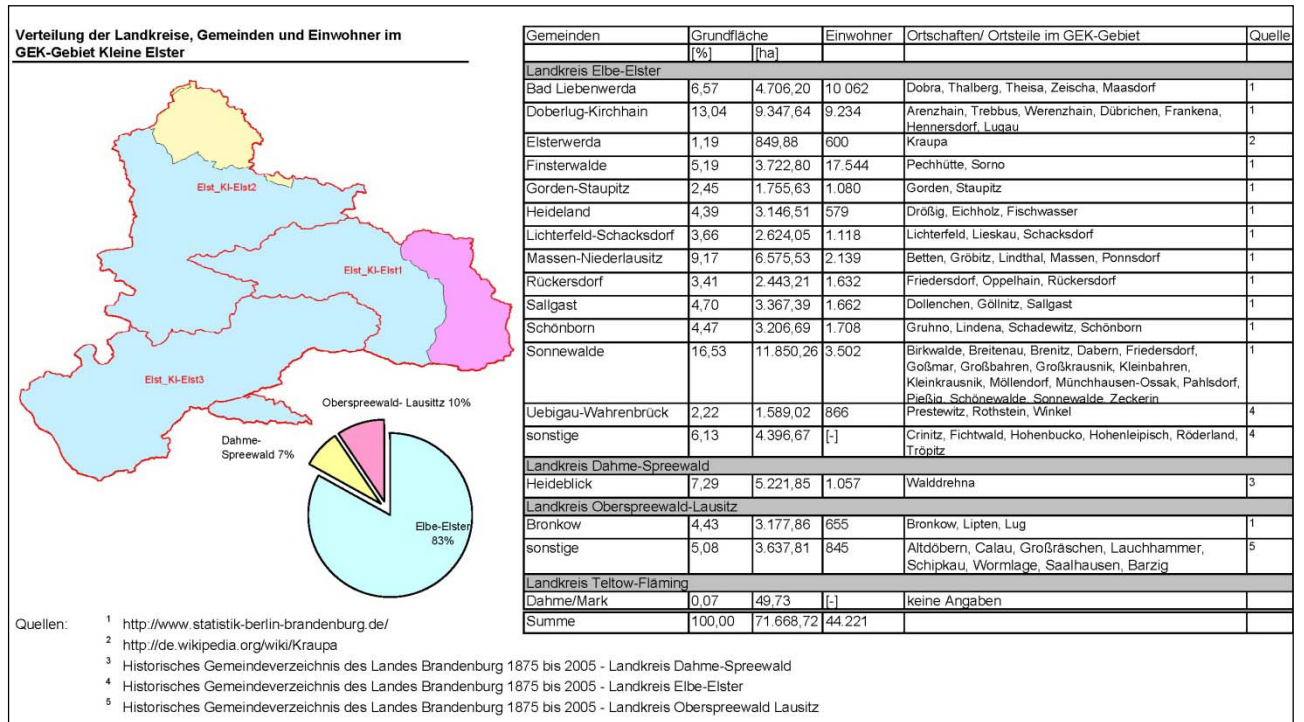 Verteilung der Landkreise, Gemeinden und Einwohner im
GEK-Gebiet Kleine Elster
Elst_Kl-Elst2
Elst_Kl-Elst1
Elst_Kl-Elst3
Oberspreewald- Lausittz 10%
Dahme-
Spreewald 7%
Elbe-Elster
83%
Gemeinden Grundfläche Einwohner Ortschaften/ Ortsteile im GEK-Gebiet Quelle
[%] [ha]
Landkreis Elbe-Elster
Bad Liebenwerda 6,57 4.706,20 10 062 Dobra, Thalberg, Theisa, Zeischa, Maasdorf 1
Doberlug-Kirchhain 13,04 9.347,64 9.234 Arenzhain, Trebbus, Werenzhain, Dübrichen, Frankena, 1
Hennersdorf, Lugau
Elsterwerda 1,19 849,88 600 Kraupa 2
Finsterwalde 5,19 3.722,80 17.544 Pechhütte, Sorno 1
Gorden-Staupitz 2,45 1.755,63 1.080 Gorden, Staupitz 1
Heideland 4,39 3.146,51 579 Drößig, Eichholz, Fischwasser 1
Lichterfeld-Schacksdorf 3,66 2.624,05 1.118 Lichterfeld, Lieskau, Schacksdorf 1
Massen-Niederlausitz 9,17 6.575,53 2.139 Betten, Gröbitz, Lindthal, Massen, Ponnsdorf 1
Rückersdorf 3,41 2.443,21 1.632 Friedersdorf, Oppelhain, Rückersdorf 1
Sallgast 4,70 3.367,39 1.662 Dollenchen, Göllnitz, Sallgast 1
Schönborn 4,47 3.206,69 1.708 Gruhno, Lindena, Schadewitz, Schönborn 1
Sonnewalde 16,53 11.850,26 3.502 Birkwalde, Breitenau, Brenitz, Dabern, Friedersdorf, 1
Goßmar, Großbahren, Großkrausnik, Kleinbahren,
Kleinkrausnik, Möllendorf, Münchhausen-Ossak, Pahlsdorf,
Pießig, Schönewalde, Sonnewalde, Zeckerin
Uebigau-Wahrenbrück 2,22 1.589,02 866 Prestewitz, Rothstein, Winkel 4
sonstige 6,13 4.396,67 [-] Crinitz, Fichtwald, Hohenbucko, Hohenleipisch, Röderland, 4
Tröpitz
Landkreis Dahme-Spreewald
Heideblick 7,29 5.221,85 1.057 Walddrehna 3
Landkreis Oberspreewald-Lausitz
Bronkow 4,43 3.177,86 655 Bronkow, Lipten, Lug 1
sonstige 5,08 3.637,81 845 Altdöbern, Calau, Großräschen, Lauchhammer, 5
Schipkau, Wormlage, Saalhausen, Barzig
Landkreis Teltow-Fläming
Dahme/Mark 0,07 49,73 [-] keine Angaben
Summe 100,00 71.668,72 44.221
Quellen: 1 http://www.statistik-berlin-brandenburg.de/
2 http://de.wikipedia.org/wiki/Kraupa
3 Historisches Gemeindeverzeichnis des Landes Brandenburg 1875 bis 2005 - Landkreis Dahme-Spreewald
4 Historisches Gemeindeverzeichnis des Landes Brandenburg 1875 bis 2005 - Landkreis Elbe-Elster
5 Historisches Gemeindeverzeichnis des Landes Brandenburg 1875 bis 2005 - Landkreis Oberspreewald Lausitz